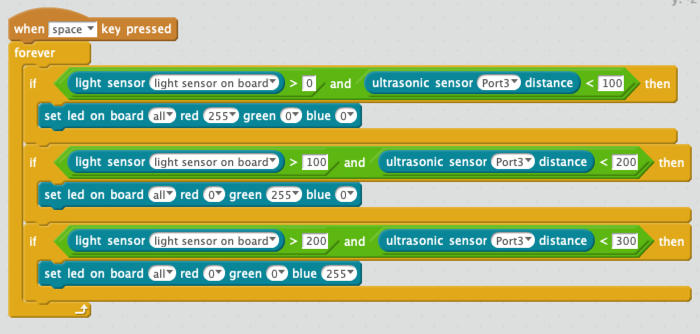 when space key pressed
forever
if light sensor light sensor on board > 0 and ultrasonic sensor Port3 distance < 100 then
set led on board all red 255 green 0 blue 0
if light sensor light sensor on board > 100 and ultrasonic sensor Port3 distance < 200 then
set led on board all red 0 green 255 blue 0
if light sensor light sensor on board > 200 and ultrasonic sensor Port3 distance < 300 then
set led on board all red 0 green 0 blue 255